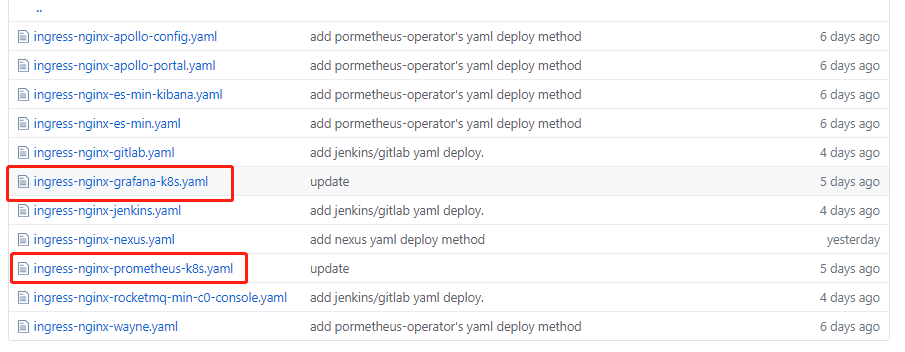 ..
ingress-nginx-apollo-config.yaml add pormetheus-operator's yaml deploy method 6 days ago
ingress-nginx-apollo-portal.yaml add pormetheus-operator's yaml deploy method 6 days ago
ingress-nginx-es-min-kibana.yaml add pormetheus-operator's yaml deploy method 6 days ago
ingress-nginx-es-min.yaml add pormetheus-operator's yaml deploy method 6 days ago
ingress-nginx-gitlab.yaml add jenkins/gitlab yaml deploy. 4 days ago
ingress-nginx-grafana-k8s.yaml update 5 days ago
ingress-nginx-jenkins.yaml add jenkins/gitlab yaml deploy. 4 days ago
ingress-nginx-nexus.yaml add nexus yaml deploy method yesterday
ingress-nginx-prometheus-k8s.yaml update 5 days ago
ingress-nginx-rocketmq-min-c0-console.yaml add jenkins/gitlab yaml deploy. 4 days ago
ingress-nginx-wayne.yaml add pormetheus-operator's yaml deploy method 6 days ago